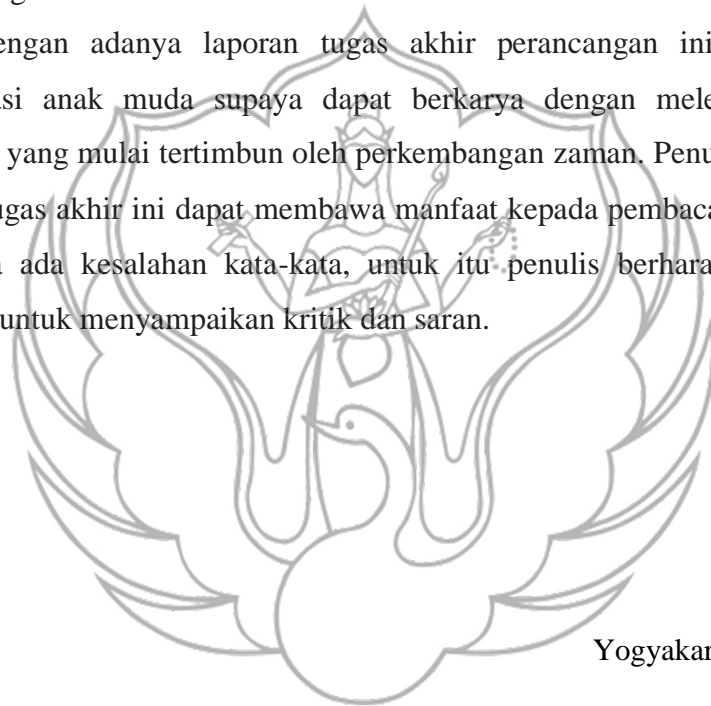 engan adanya laporan tugas akhir perancangan ini
asi anak muda supaya dapat berkarya dengan mele
yang mulai tertimbun oleh perkembangan zaman. Penu
ugas akhir ini dapat membawa manfaat kepada pembaca
ada kesalahan kata-kata, untuk itu penulis berhara
untuk menyampaikan kritik dan saran.
Yogyakar